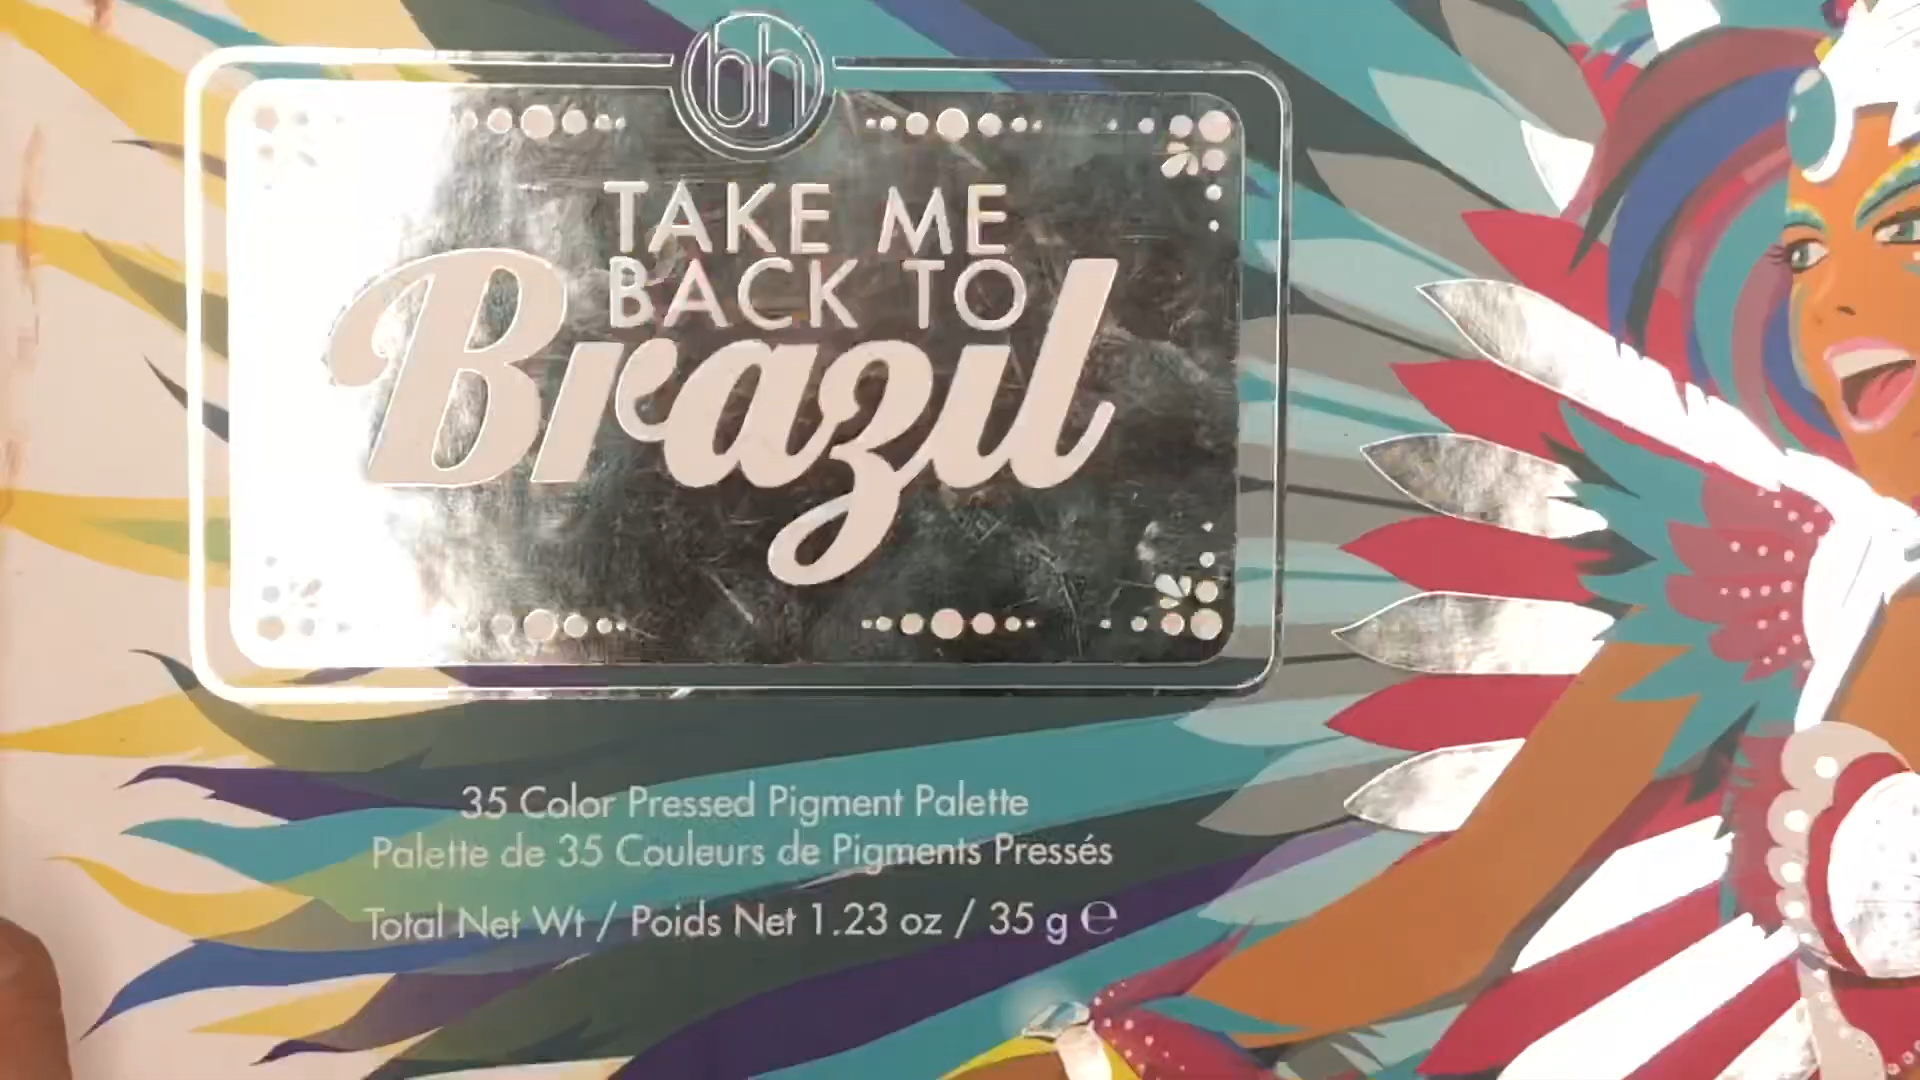 bh
TAKE ME
BACK TO
Brazil
35 Color Pressed Pigment Palette
Palette de 35 Couleurs de Pigments Pressés
Total Net Wt / Poids Net 1.23 oz / 35 g ℮